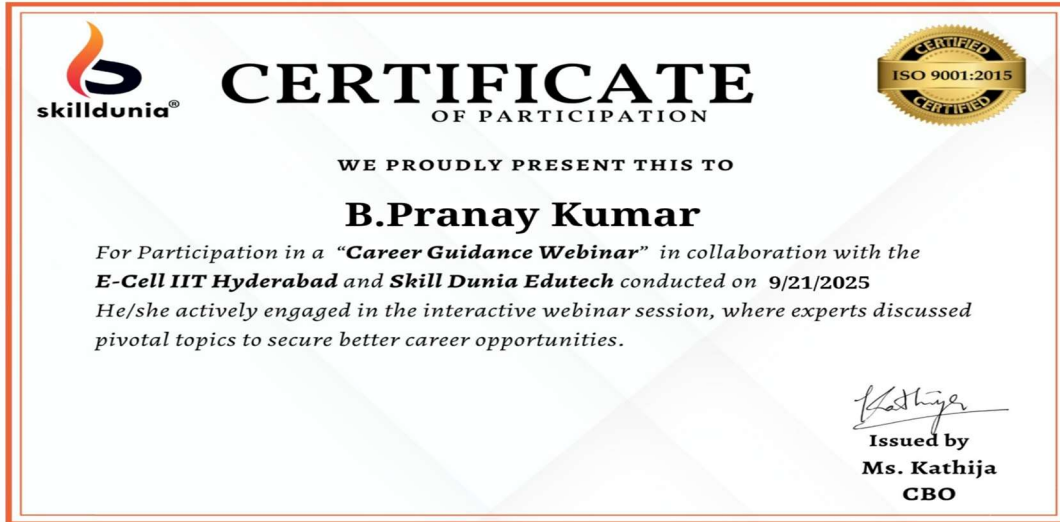 skilldunia®
CERTIFICATE
OF PARTICIPATION
CERTIFIED
ISO 9001:2015
CERTIFIED
WE PROUDLY PRESENT THIS TO
B.Pranay Kumar
For Participation in a “Career Guidance Webinar” in collaboration with the
E-Cell IIT Hyderabad and Skill Dunia Edutech conducted on 9/21/2025
He/she actively engaged in the interactive webinar session, where experts discussed
pivotal topics to secure better career opportunities.
Issued by
Ms. Kathija
CBO